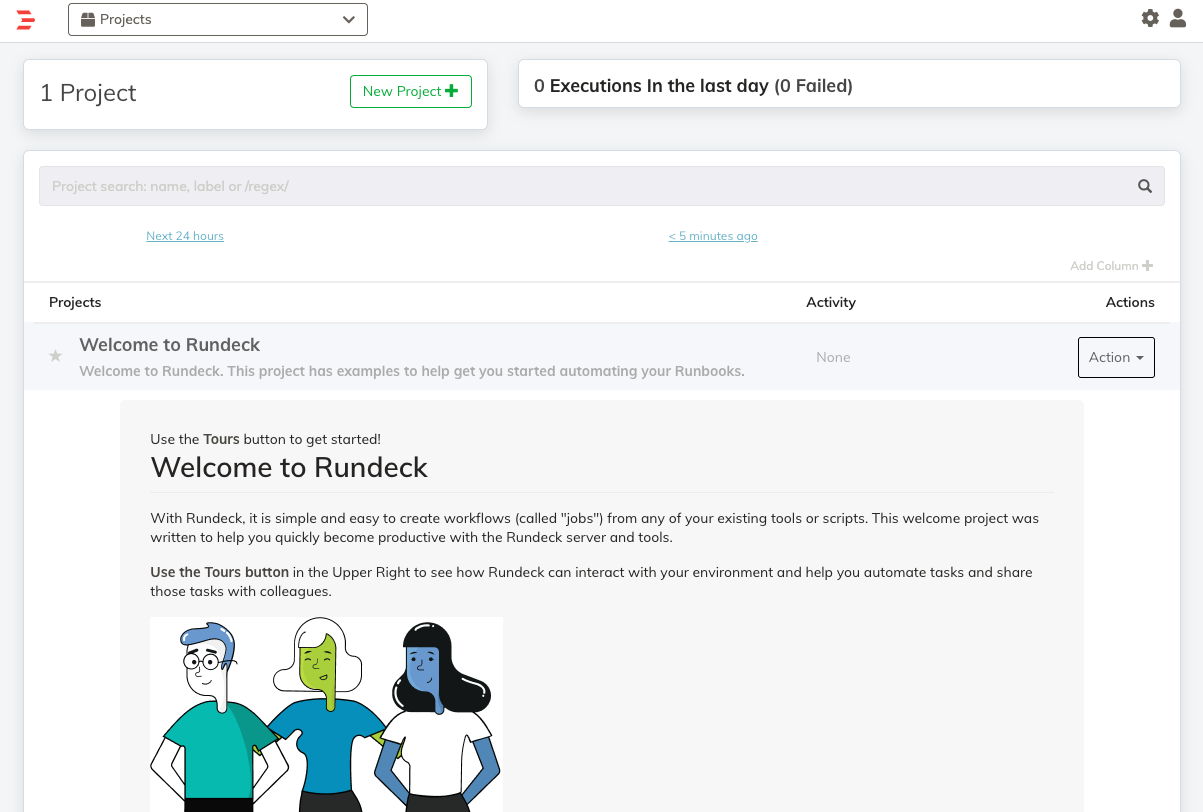 Projects
1 Project
New Project
0 Executions In the last day (0 Failed)
Project search: name, label or /regex/
Next 24 hours
< 5 minutes ago
Add Column
Projects Activity Actions
Welcome to Rundeck
Welcome to Rundeck. This project has examples to help get you started automating your Runbooks.
None
Action
Use the Tours button to get started!
Welcome to Rundeck
With Rundeck, it is simple and easy to create workflows (called "jobs") from any of your existing tools or scripts. This welcome project was
written to help you quickly become productive with the Rundeck server and tools.
Use the Tours button in the Upper Right to see how Rundeck can interact with your environment and help you automate tasks and share
those tasks with colleagues.